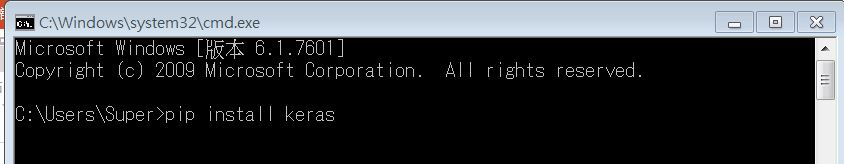 C:\Windows\system32\cmd.exe
Microsoft Windows [版本 6.1.7601]
Copyright (c) 2009 Microsoft Corporation.  All rights reserved.
C:\Users\Super>pip install keras